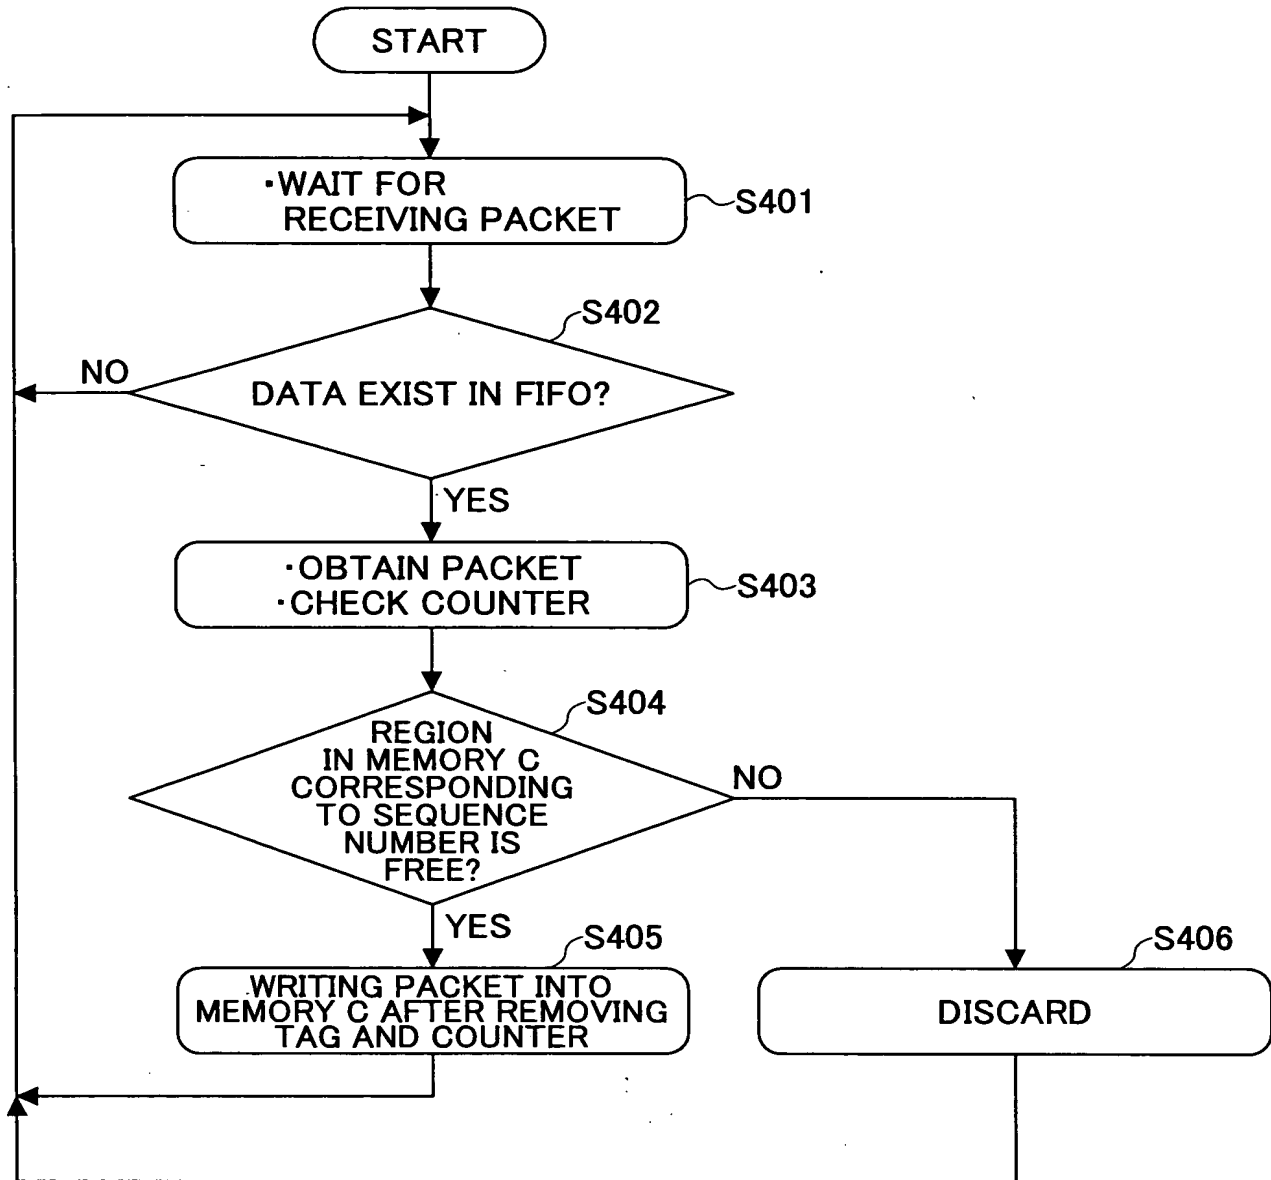 START
·WAIT FOR
RECEIVING PACKET
S401
S402
NO
DATA EXIST IN FIFO?
YES
·OBTAIN PACKET
·CHECK COUNTER
S403
S404
REGION
IN MEMORY C
CORRESPONDING
TO SEQUENCE
NUMBER IS
FREE?
NO
YES
S405
WRITING PACKET INTO
MEMORY C AFTER REMOVING
TAG AND COUNTER
S406
DISCARD